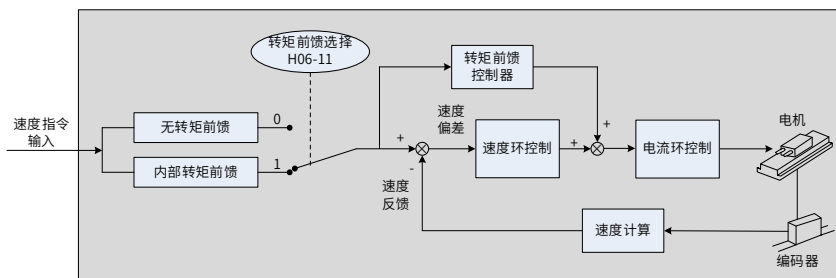 转矩前馈选择
H06-11
转矩前馈
控制器
速度指令
输入
无转矩前馈
0
内部转矩前馈
1
+
-
速度
偏差
速度
反馈
速度环控制
+
+
电流环控制
电机
速度计算
编码器